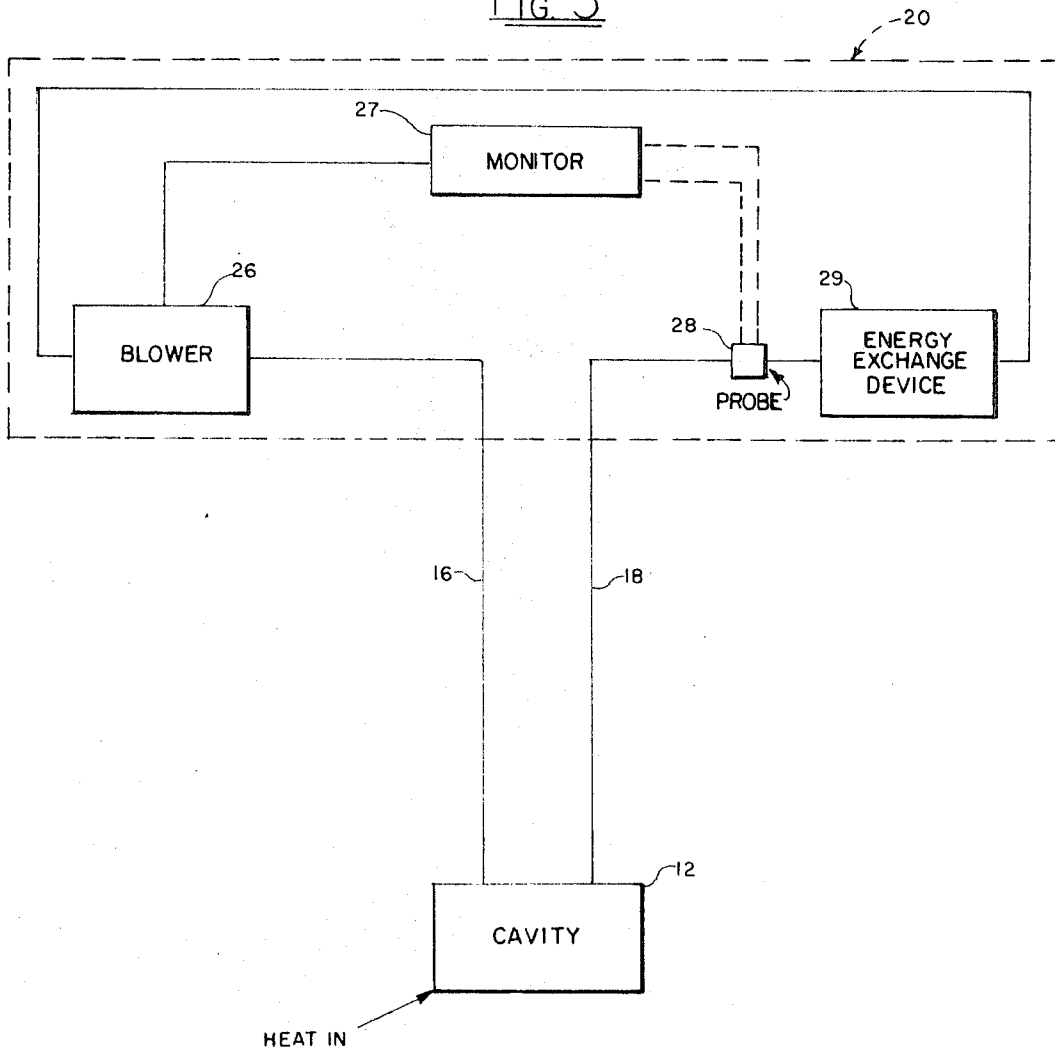 FIG. 3
20
27
MONITOR
26
BLOWER
28
PROBE
29
ENERGY
EXCHANGE
DEVICE
16
18
12
CAVITY
HEAT IN